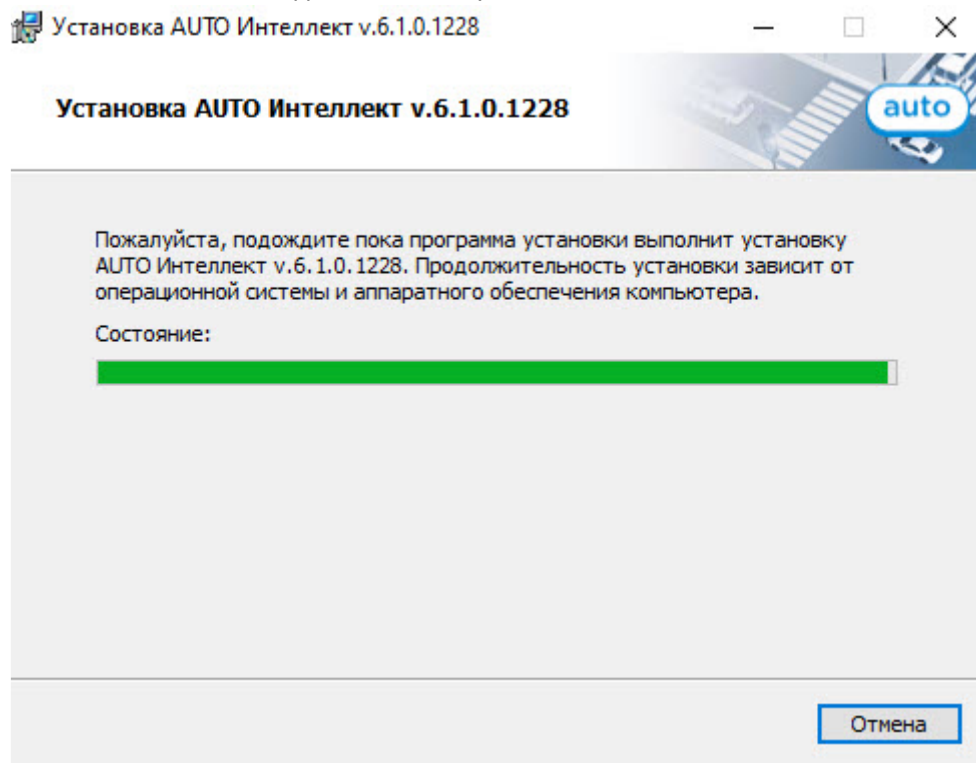 Установка AUTO Интеллект v.6.1.0.1228
Установка AUTO Интеллект v.6.1.0.1228
auto
Пожалуйста, подождите пока программа установки выполнит установку
AUTO Интеллект v.6.1.0.1228. Продолжительность установки зависит от
операционной системы и аппаратного обеспечения компьютера.
Состояние:
Отмена